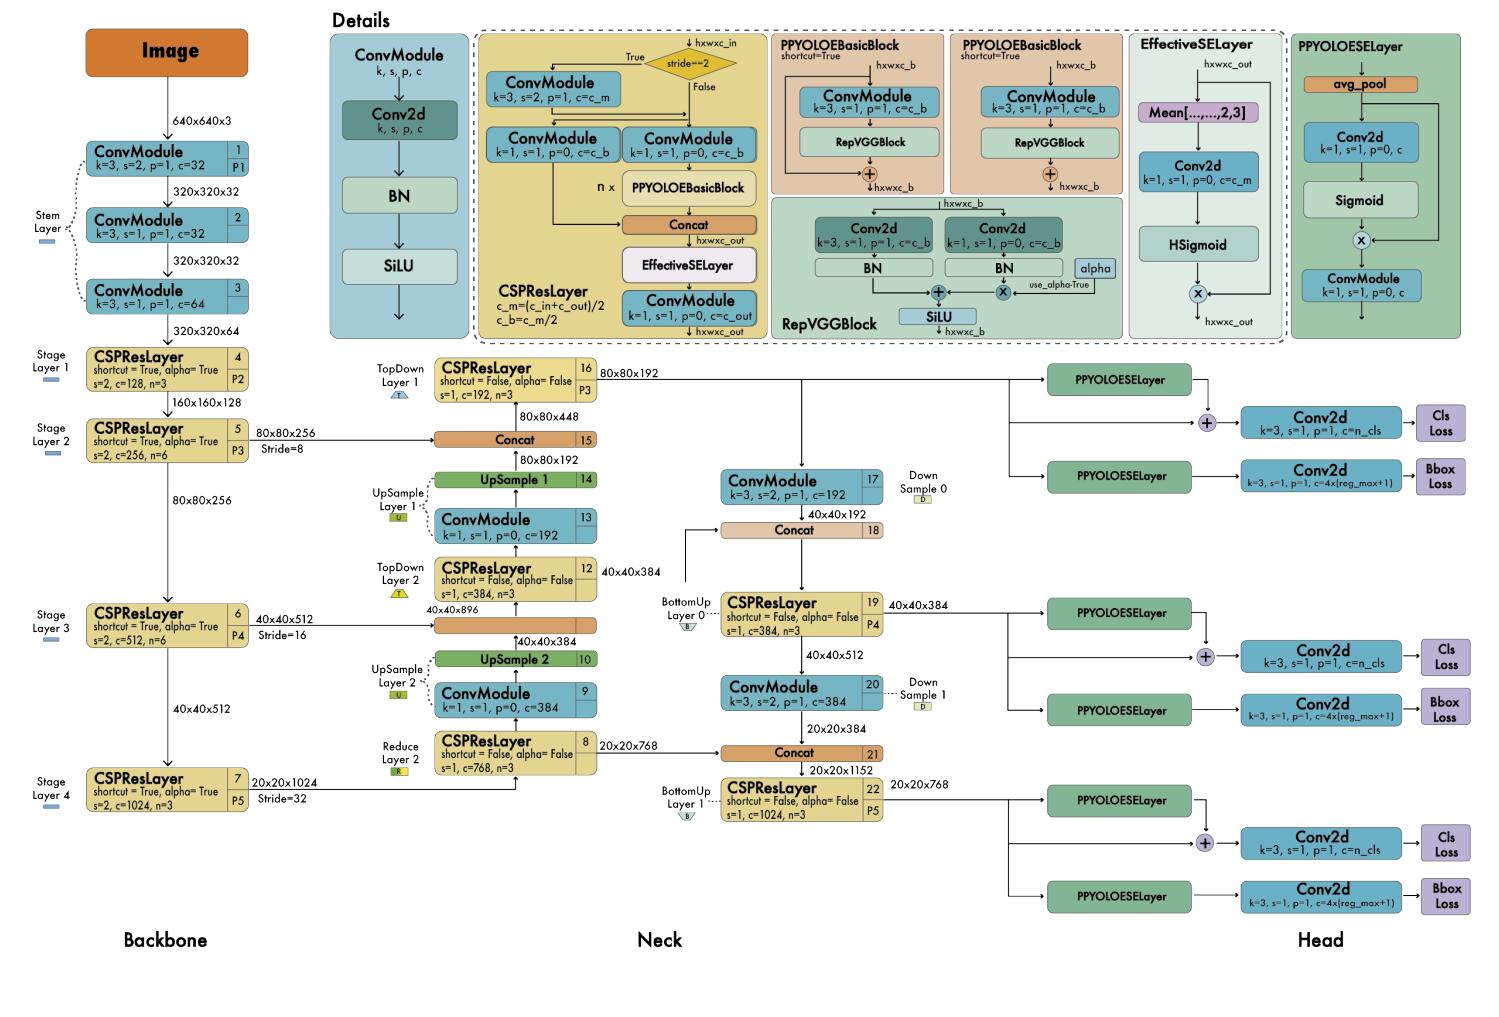 Details
Image
640x640x3
ConvModule
k=3, s=2, p=1, c=32
1
P1
320x320x32
Stem
Layer
ConvModule
k=3, s=1, p=1, c=32
2
320x320x32
ConvModule
k=3, s=1, p=1, c=64
3
320x320x64
Stage
Layer 1
CSPResLayer
shortcut = True, alpha= True
s=2, c=128, n=3
4
P2
160x160x128
Stage
Layer 2
CSPResLayer
shortcut = True, alpha= True
s=2, c=256, n=6
5
P3
80x80x256
Stride=8
80x80x256
Stage
Layer 3
CSPResLayer
shortcut = True, alpha= True
s=2, c=512, n=6
6
P4
40x40x512
Stride=16
40x40x512
Stage
Layer 4
CSPResLayer
shortcut = True, alpha= True
s=2, c=1024, n=3
7
P5
20x20x1024
Stride=32
Backbone
ConvModule
k, s, p, c
Conv2d
k, s, p, c
BN
SiLU
hxwxc_in
True
stride==2
False
ConvModule
k=3, s=2, p=1, c=c_m
ConvModule
k=1, s=1, p=0, c=c_b
ConvModule
k=1, s=1, p=0, c=c_b
n x
PPYOLOEBasicBlock
Concat
hxwxc_out
EffectiveSELayer
CSPResLayer
c_m=(c_in+c_out)/2
c_b=c_m/2
ConvModule
k=1, s=1, p=0, c=c_out
hxwxc_out
PPYOLOEBasicBlock
shortcut=True
hxwxc_b
ConvModule
k=3, s=1, p=1, c=c_b
RepVGGBlock
+
hxwxc_b
PPYOLOEBasicBlock
shortcut=True
hxwxc_b
ConvModule
k=3, s=1, p=1, c=c_b
RepVGGBlock
+
hxwxc_b
hxwxc_b
Conv2d
k=3, s=1, p=1, c=c_b
Conv2d
k=1, s=1, p=0, c=c_b
BN
BN
alpha
use_alpha-True
+
x
SiLU
RepVGGBlock
hxwxc_b
EffectiveSELayer
hxwxc_out
Mean[...,...,2,3]
Conv2d
k=1, s=1, p=0, c=c_m
HSigmoid
x
hxwxc_out
PPYOLOESELayer
avg_pool
Conv2d
k=1, s=1, p=0, c
Sigmoid
x
ConvModule
k=1, s=1, p=0, c
TopDown
Layer 1
T
CSPResLayer
shortcut = False, alpha= False
s=1, c=192, n=3
16
P3
80x80x192
80x80x448
Concat
15
80x80x192
UpSample 1
14
UpSample
Layer 1
U
ConvModule
k=1, s=1, p=0, c=192
13
TopDown
Layer 2
T
CSPResLayer
shortcut = False, alpha= False
s=1, c=384, n=3
12
40x40x384
40x40x896
40x40x384
UpSample 2
10
UpSample
Layer 2
U
ConvModule
k=1, s=1, p=0, c=384
9
Reduce
Layer 2
R
CSPResLayer
shortcut = False, alpha= False
s=1, c=768, n=3
8
20x20x768
ConvModule
k=3, s=2, p=1, c=192
17
Down
Sample 0
D
40x40x192
Concat
18
BottomUp
Layer 0
B
CSPResLayer
shortcut = False, alpha= False
s=1, c=384, n=3
19
P4
40x40x384
40x40x512
ConvModule
k=3, s=2, p=1, c=384
20
Down
Sample 1
D
20x20x384
Concat
21
20x20x1152
BottomUp
Layer 1
B
CSPResLayer
shortcut = False, alpha= False
s=1, c=1024, n=3
22
P5
20x20x768
Neck
PPYOLOESELayer
+
Conv2d
k=3, s=1, p=1, c=n_cls
Cls
Loss
PPYOLOESELayer
Conv2d
k=3, s=1, p=1, c=4x(reg_max+1)
Bbox
Loss
PPYOLOESELayer
+
Conv2d
k=3, s=1, p=1, c=n_cls
Cls
Loss
PPYOLOESELayer
Conv2d
k=3, s=1, p=1, c=4x(reg_max+1)
Bbox
Loss
PPYOLOESELayer
+
Conv2d
k=3, s=1, p=1, c=n_cls
Cls
Loss
PPYOLOESELayer
Conv2d
k=3, s=1, p=1, c=4x(reg_max+1)
Bbox
Loss
Head